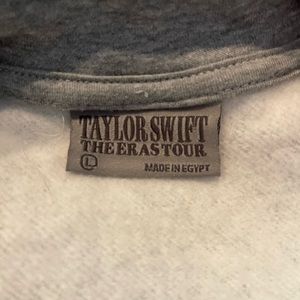 TAYLOR SWIFT
THE ERAS TOUR
L
MADE IN EGYPT